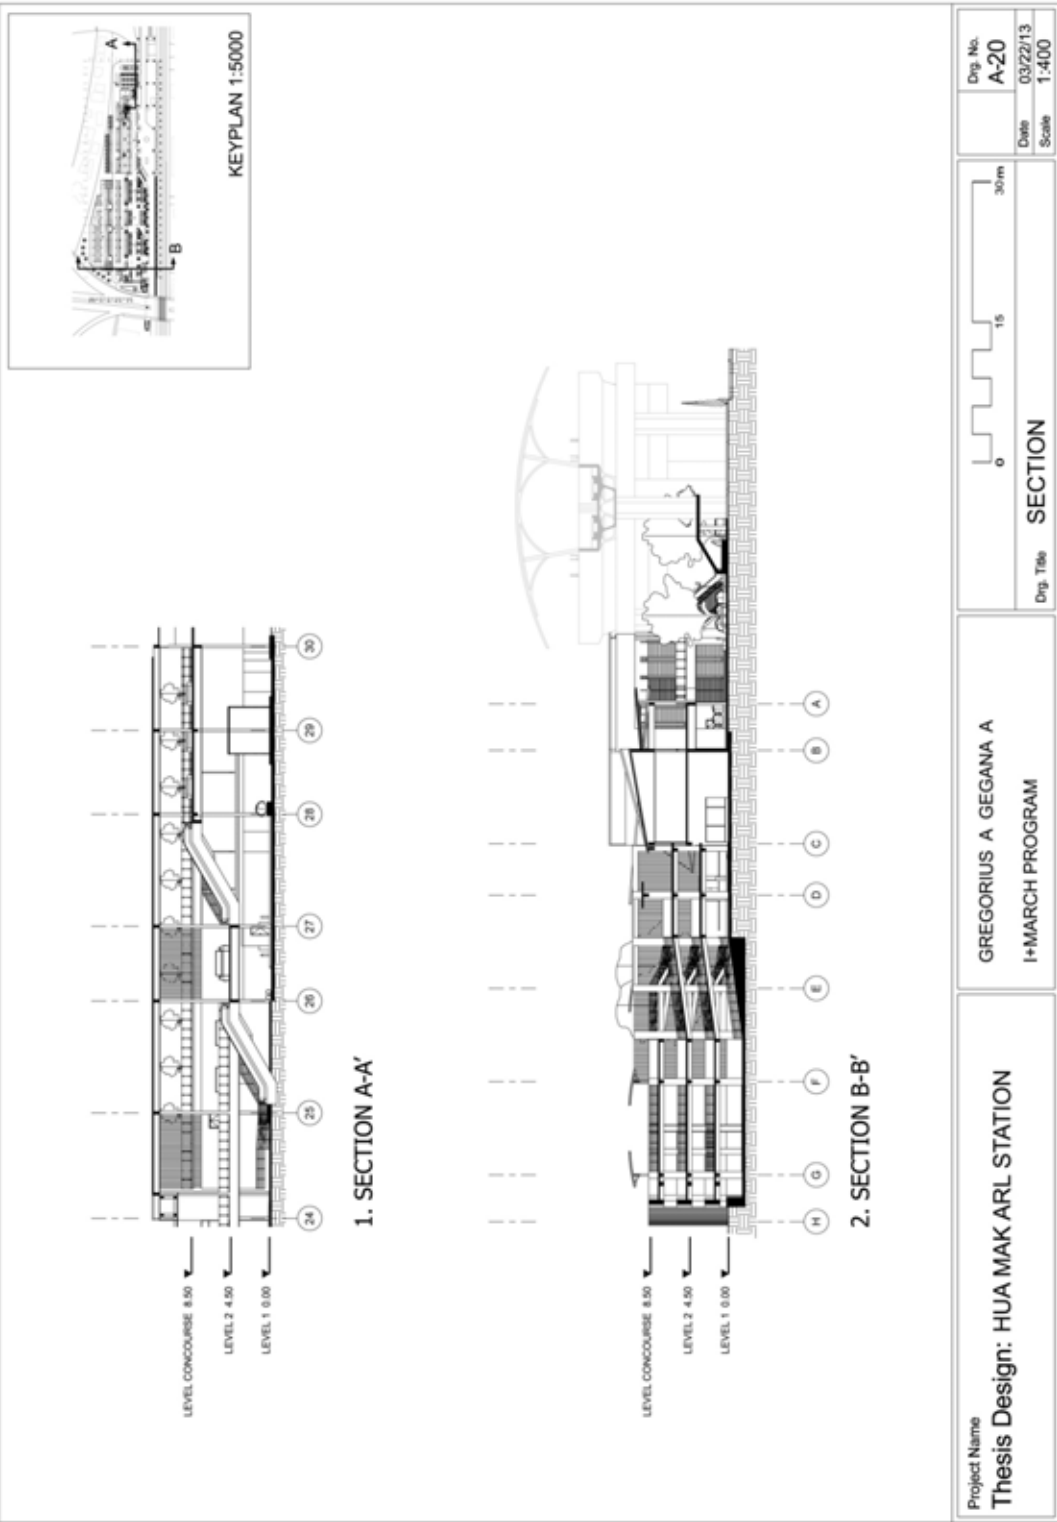 KEYPLAN 1:5000
A
B
24
25
26
27
28
29
30
LEVEL CONCOURSE 8.50
LEVEL 2 4.50
LEVEL 1 0.00
1. SECTION A-A'
H
G
F
E
D
C
B
A
LEVEL CONCOURSE 8.50
LEVEL 2 4.50
LEVEL 1 0.00
2. SECTION B-B'
Project Name
Thesis Design: HUA MAK ARL STATION
GREGORIUS A GEGANA A
I+MARCH PROGRAM
0 15 30m
Drg. Title SECTION
Drg. No.
A-20
Date 03/22/13
Scale 1:400